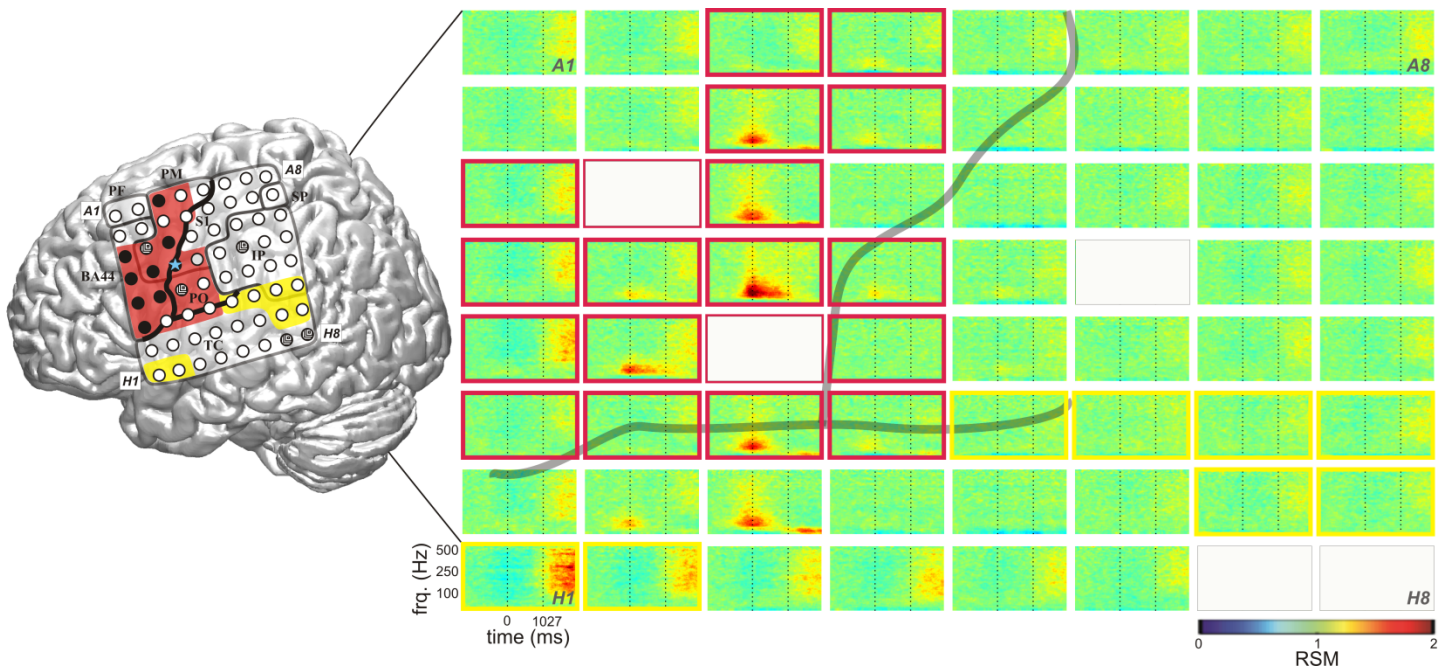 A1
A8
PF
PM
A8
A1
SP
S1
IP
BA44
PO
TC
H8
H1
frq. (Hz)
500
250
100
H1
H8
0
1027
time (ms)
0
1
2
RSM